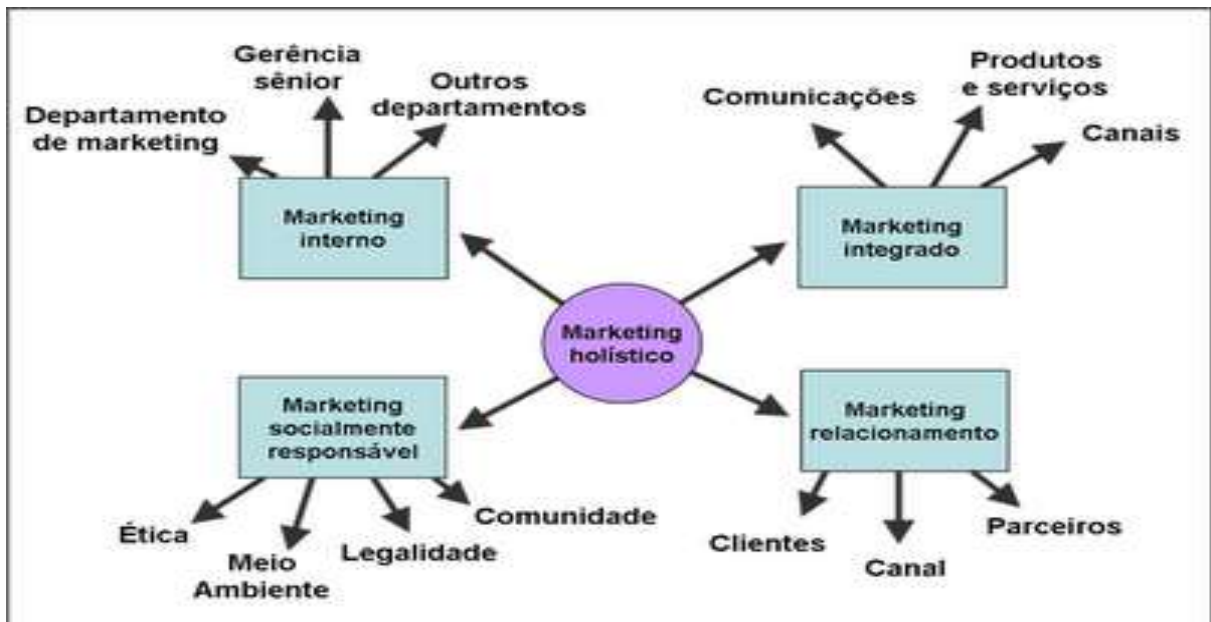 Gerência
sênior
Outros
departamentos
Departamento
de marketing
Marketing
interno
Produtos
e serviços
Comunicações
Canais
Marketing
integrado
Marketing
holístico
Marketing
socialmente
responsável
Ética
Meio
Ambiente
Legalidade
Comunidade
Marketing
relacionamento
Clientes
Canal
Parceiros